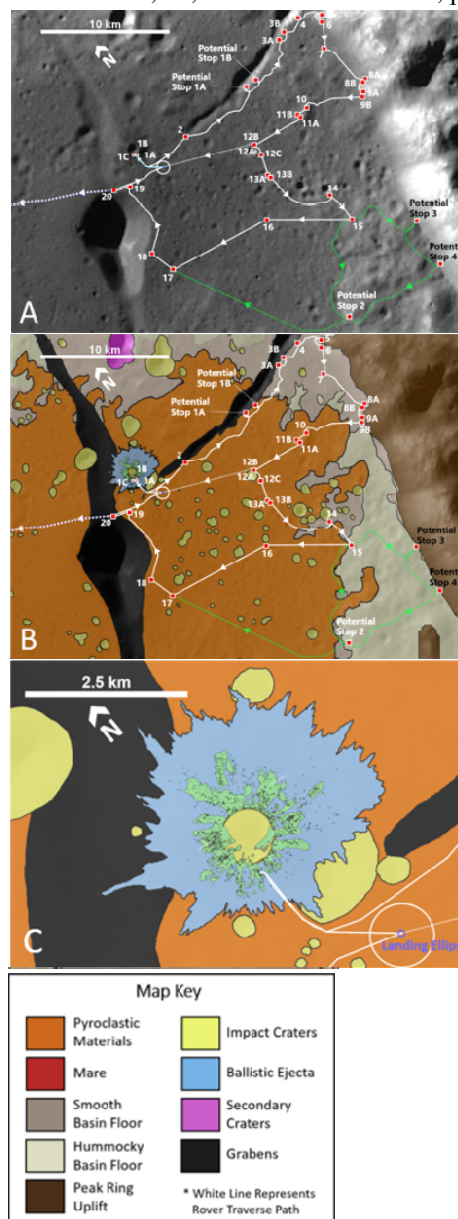 10 km
N
Potential
Stop 1B
Potential
Stop 1A
3A
3B
4
6
8A
8B
9A
9B
10
11B
11A
2
12B
12A
12C
1B
1C
1A
13A
13B
14
20
19
15
16
18
17
Potential
Stop 3
Potential
Stop 4
Potential
Stop 2
A
10 km
N
Potential
Stop 1B
Potential
Stop 1A
3A
3B
4
5
6
7
8A
8B
9A
9B
10
11B
11A
2
12B
12A
12C
1C
1A
13A
13B
14
20
19
15
16
18
17
Potential
Stop 3
Potential
Stop 4
Potential
Stop 2
B
2.5 km
N
Landing Ellips
C
Map Key
Pyroclastic
Materials
Impact Craters
Mare
Ballistic Ejecta
Smooth
Basin Floor
Secondary
Craters
Hummocky
Basin Floor
Grabens
Peak Ring
Uplift
* White Line Represents
Rover Traverse Path